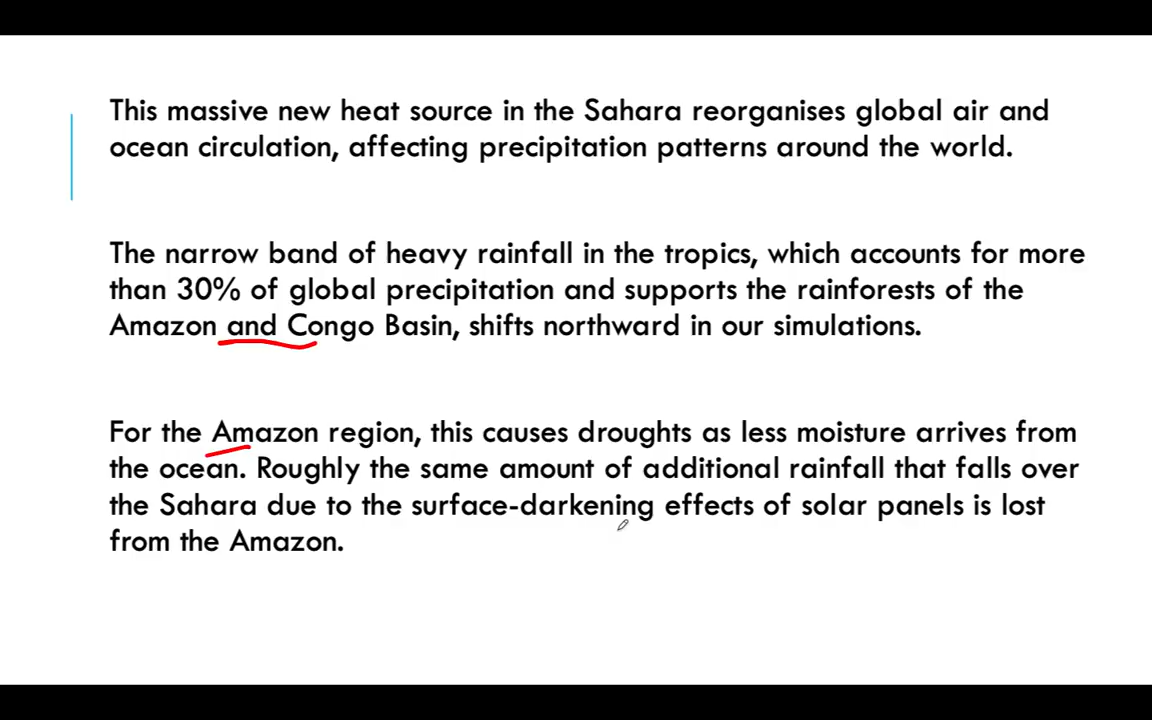 This massive new heat source in the Sahara reorganises global air and
ocean circulation, affecting precipitation patterns around the world.
The narrow band of heavy rainfall in the tropics, which accounts for more
than 30% of global precipitation and supports the rainforests of the
Amazon and Congo Basin, shifts northward in our simulations.
For the Amazon region, this causes droughts as less moisture arrives from
the ocean. Roughly the same amount of additional rainfall that falls over
the Sahara due to the surface-darkening effects of solar panels is lost
from the Amazon.